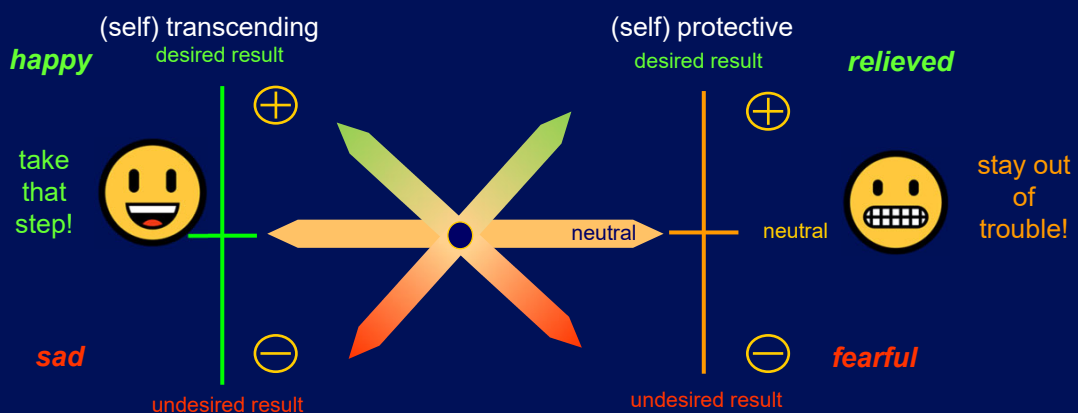 (self) transcending
desired result
happy
take
that
step!
sad
undesired result
neutral
(self) protective
desired result
relieved
stay out
of
trouble!
neutral
fearful
undesired result